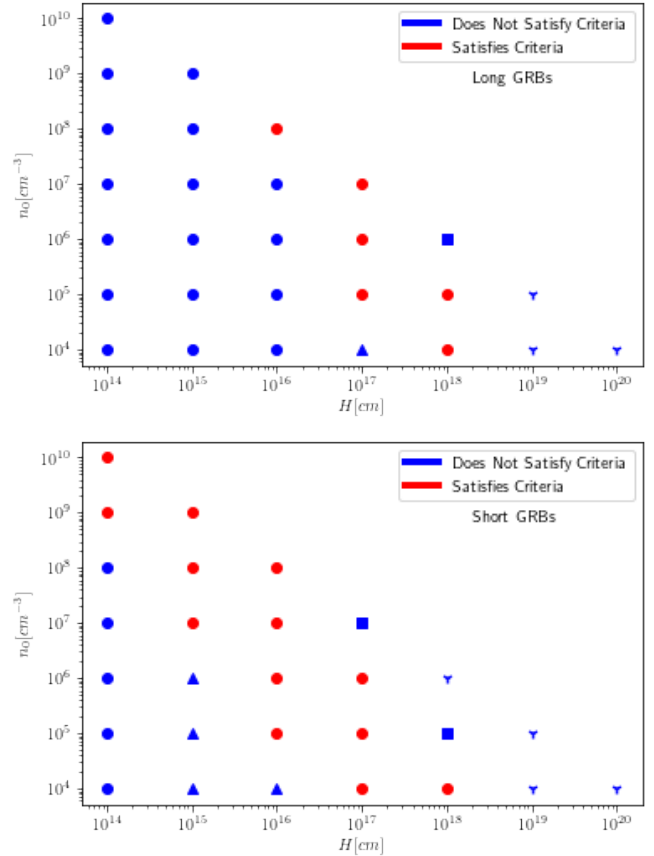 Does Not Satisfy Criteria
Satisfies Criteria
Long GRBs
10^10
10^9
10^8
10^7
10^6
10^5
10^4
n_0[cm^{-3}]
10^14 10^15 10^16 10^17 10^18 10^19 10^20
H[cm]
Does Not Satisfy Criteria
Satisfies Criteria
Short GRBs
10^10
10^9
10^8
10^7
10^6
10^5
10^4
n_0[cm^{-3}]
10^14 10^15 10^16 10^17 10^18 10^19 10^20
H[cm]